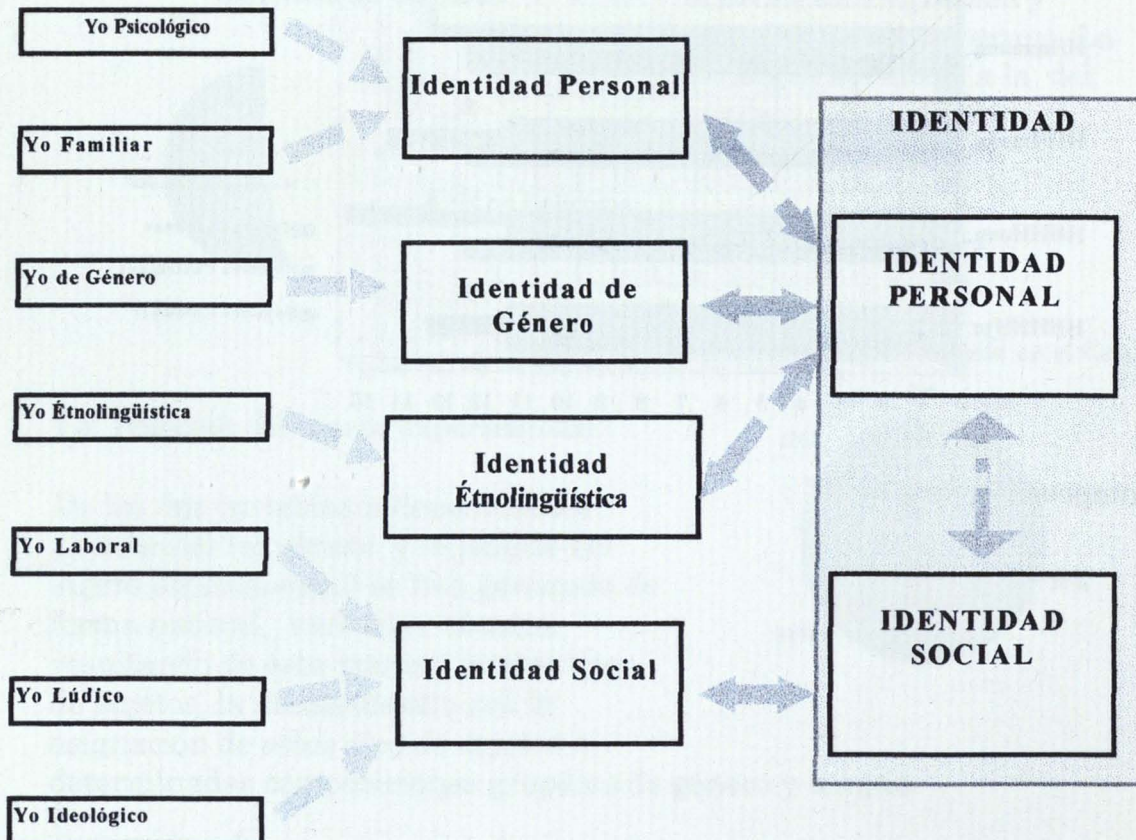 Yo Psicológico
Yo Familiar
Yo de Género
Yo Étnolingüística
Yo Laboral
Yo Lúdico
Yo Ideológico
Identidad Personal
Identidad de
Género
Identidad
Étnolingüística
Identidad Social
IDENTIDAD
IDENTIDAD
PERSONAL
IDENTIDAD
SOCIAL